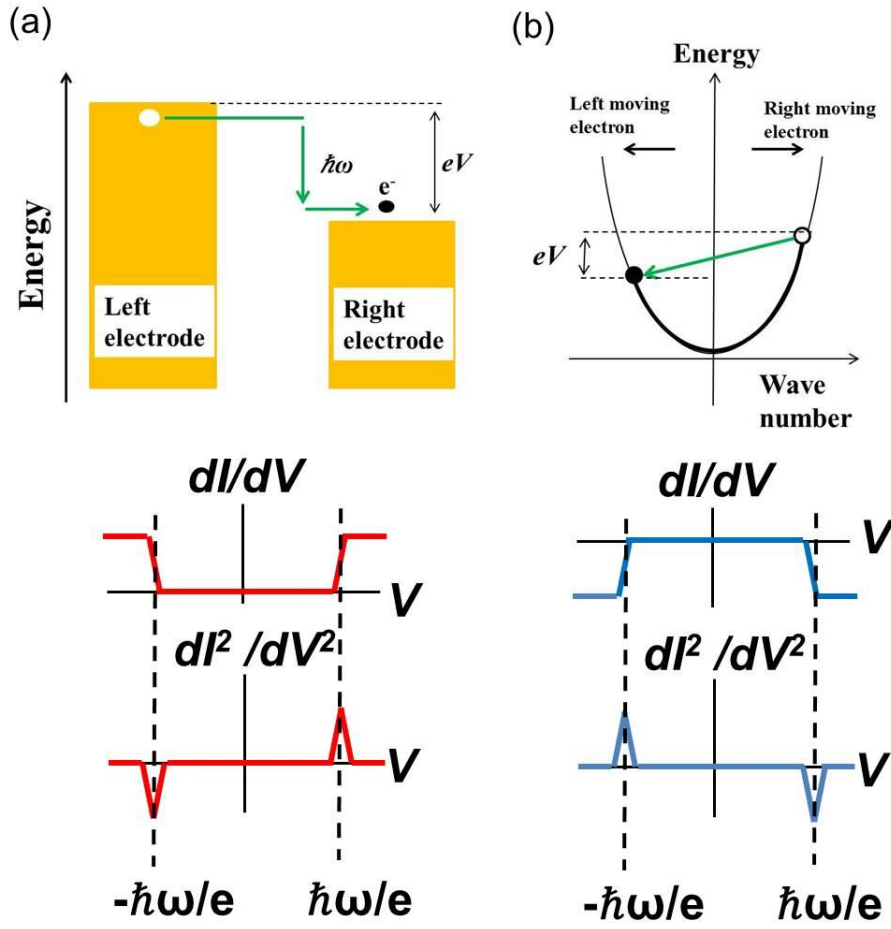 (a)
Energy
ħω
eV
e⁻
Left
electrode
Right
electrode
(b)
Energy
Left moving
electron
Right moving
electron
eV
Wave
number
dI/dV
V
dI² /dV²
V
-ħω/e
ħω/e
dI/dV
V
dI² /dV²
V
-ħω/e
ħω/e